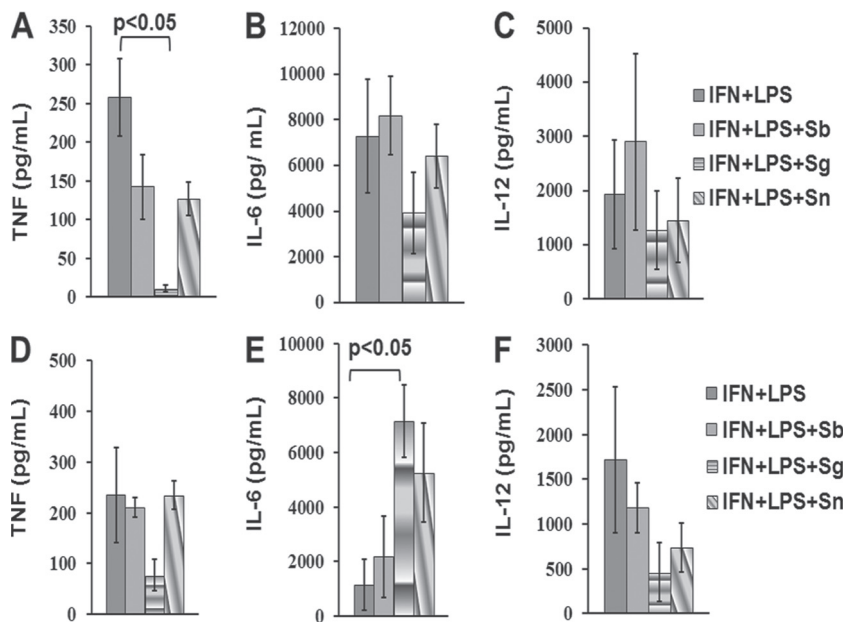 A
p<0.05
TNF (pg/mL)
350
300
250
200
150
100
50
0
B
IL-6 (pg/ mL)
12000
10000
8000
6000
4000
2000
0
C
IL-12 (pg/mL)
5000
4000
3000
2000
1000
0
IFN+LPS
IFN+LPS+Sb
IFN+LPS+Sg
IFN+LPS+Sn
D
TNF (pg/mL)
500
400
300
200
100
0
E
p<0.05
IL-6 (pg/mL)
10000
8000
6000
4000
2000
0
F
IL-12 (pg/mL)
3000
2500
2000
1500
1000
500
0
IFN+LPS
IFN+LPS+Sb
IFN+LPS+Sg
IFN+LPS+Sn